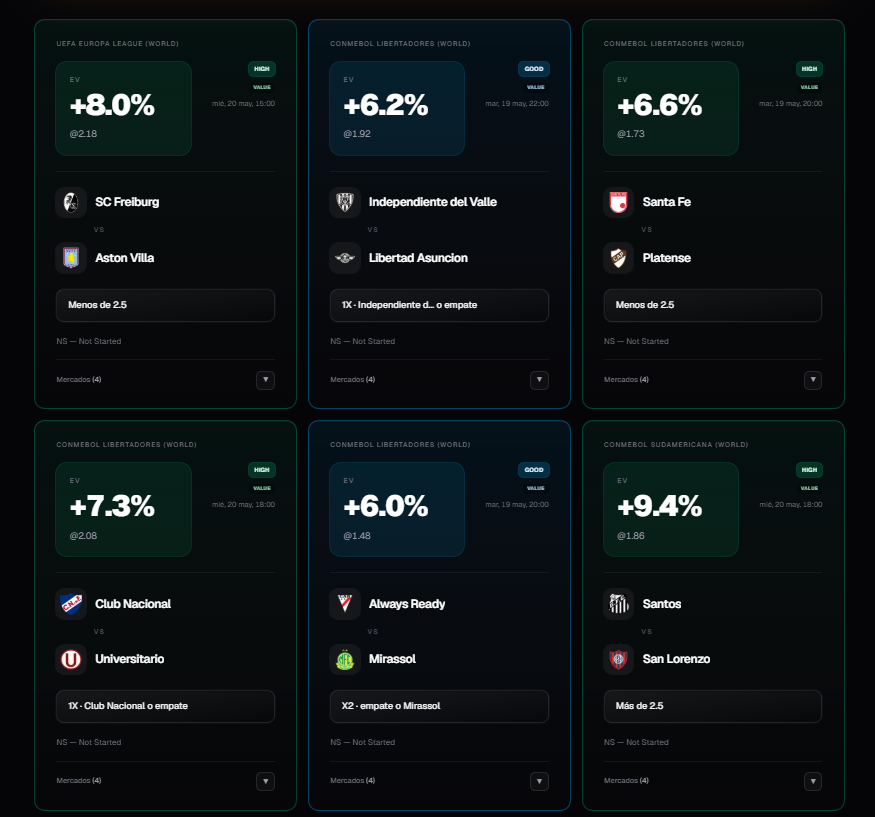 UEFA EUROPA LEAGUE (WORLD)
EV
+8.0%
@2.18
HIGH
VALUE
mié, 20 may, 15:00
SC Freiburg
VS
Aston Villa
Menos de 2.5
NS — Not Started
Mercados (4)
CONMEBOL LIBERTADORES (WORLD)
EV
+6.2%
@1.92
GOOD
VALUE
mar, 19 may, 22:00
Independiente del Valle
VS
Libertad Asuncion
1X · Independiente d... o empate
NS — Not Started
Mercados (4)
CONMEBOL LIBERTADORES (WORLD)
EV
+6.6%
@1.73
HIGH
VALUE
mar, 19 may, 20:00
Santa Fe
VS
Platense
Menos de 2.5
NS — Not Started
Mercados (4)
CONMEBOL LIBERTADORES (WORLD)
EV
+7.3%
@2.08
HIGH
VALUE
mié, 20 may, 18:00
Club Nacional
VS
Universitario
1X · Club Nacional o empate
NS — Not Started
Mercados (4)
CONMEBOL LIBERTADORES (WORLD)
EV
+6.0%
@1.48
GOOD
VALUE
mar, 19 may, 20:00
Always Ready
VS
Mirassol
X2 · empate o Mirassol
NS — Not Started
Mercados (4)
CONMEBOL SUDAMERICANA (WORLD)
EV
+9.4%
@1.86
HIGH
VALUE
mié, 20 may, 18:00
Santos
VS
San Lorenzo
Más de 2.5
NS — Not Started
Mercados (4)